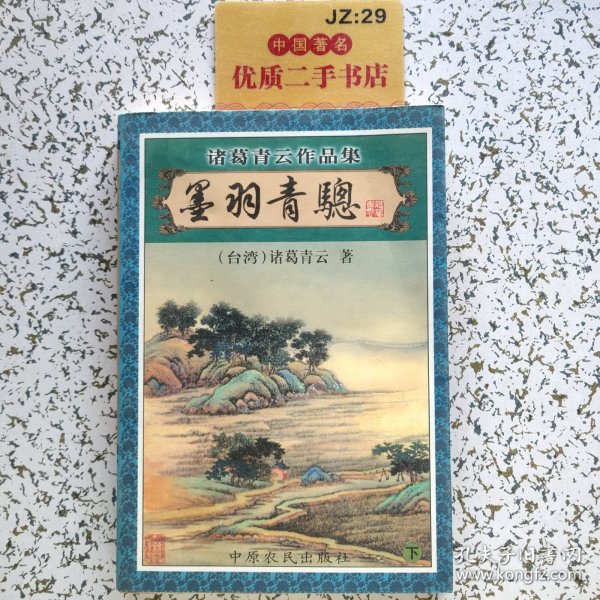 JZ:29
中国著名
优质二手书店
诸葛青云作品集
墨羽青驄
(台湾)诸葛青云 著
中原农民出版社
下
孔夫子旧书网
www.kongfz.com